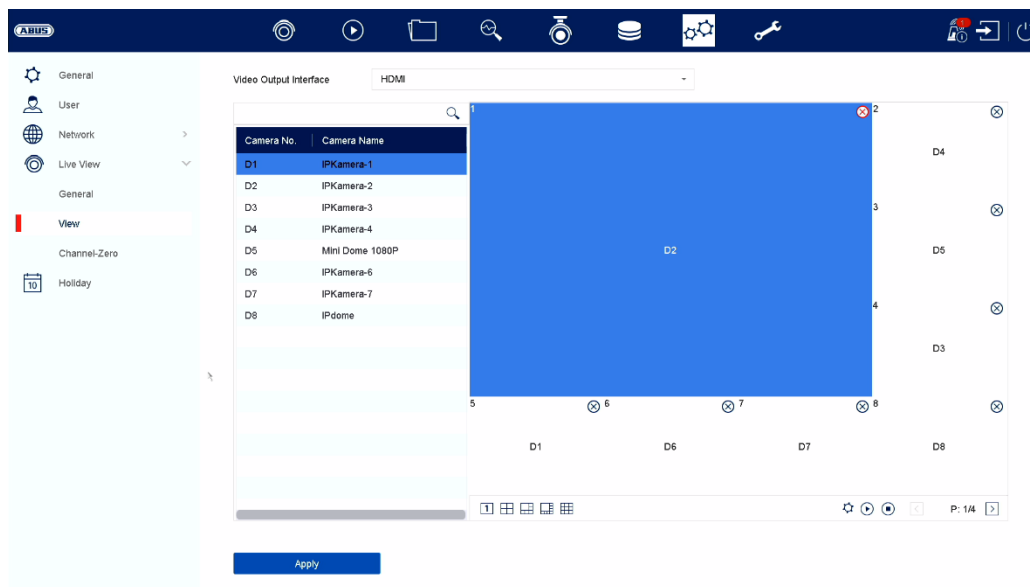 ABUS
General
User
Network
Live View
General
View
Channel-Zero
10 Holiday
Video Output Interface HDMI
Camera No. Camera Name
D1 IPKamera-1
D2 IPKamera-2
D3 IPKamera-3
D4 IPKamera-4
D5 Mini Dome 1080P
D6 IPKamera-6
D7 IPKamera-7
D8 IPdome
1 2
D4
3
D2 D5
4
D3
5 6 7 8
D1 D6 D7 D8
1 P: 1/4
Apply